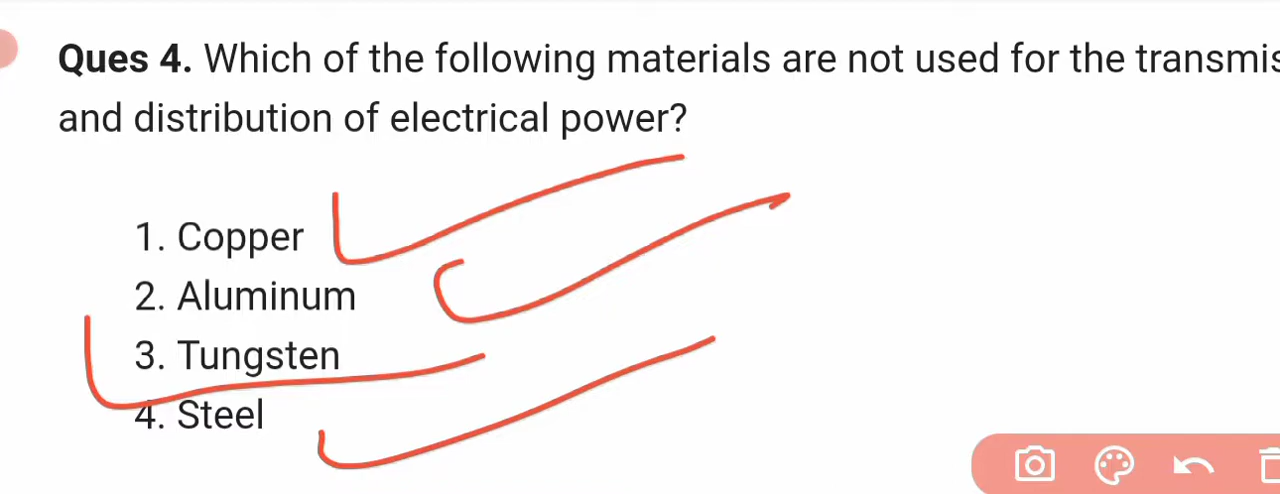 Ques 4. Which of the following materials are not used for the transmis
and distribution of electrical power?
1. Copper
2. Aluminum
3. Tungsten
4. Steel